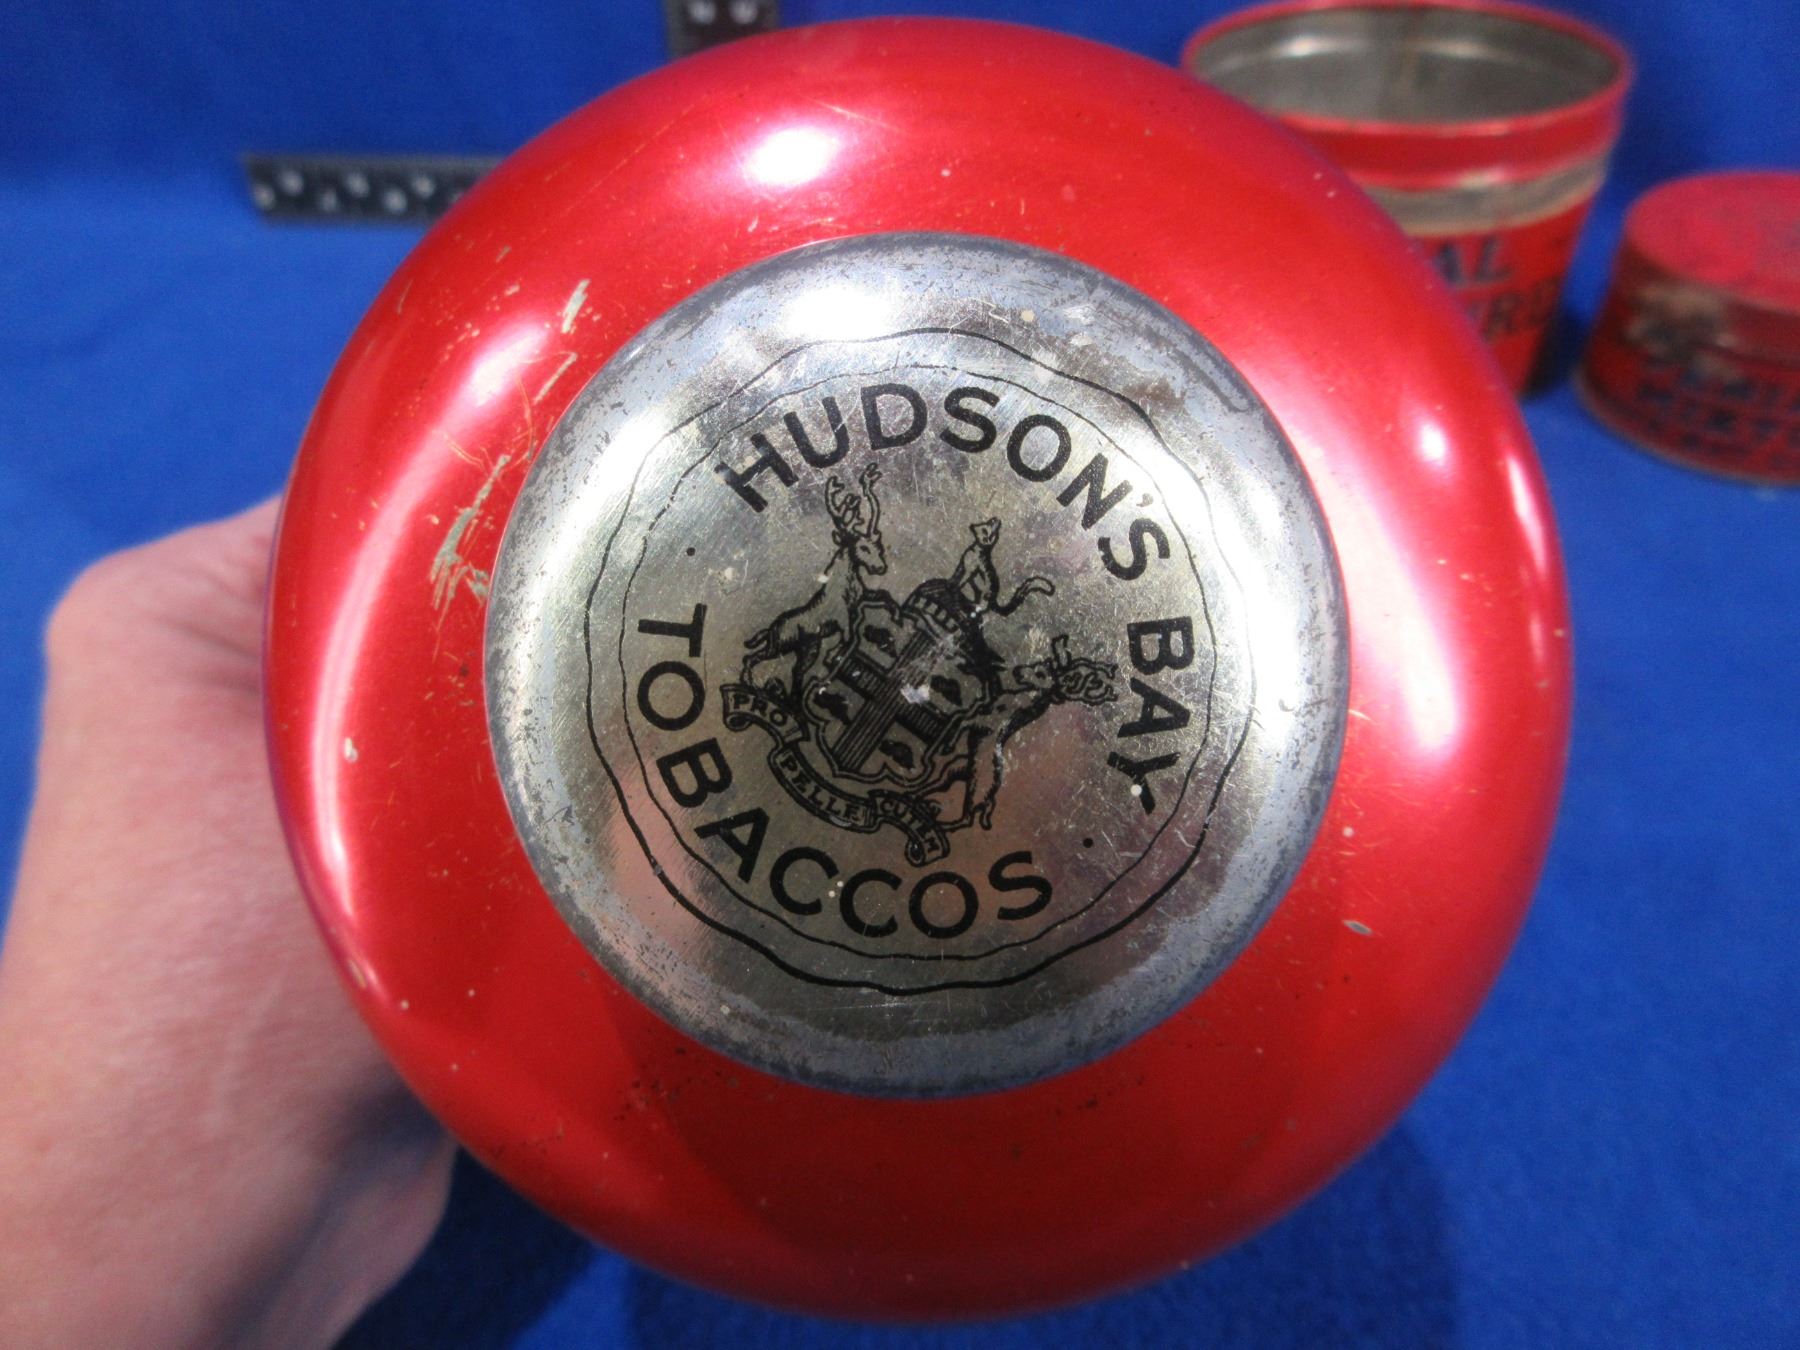 HUDSON'S BAY
TOBACCOS
PRO PELLE CUTEM